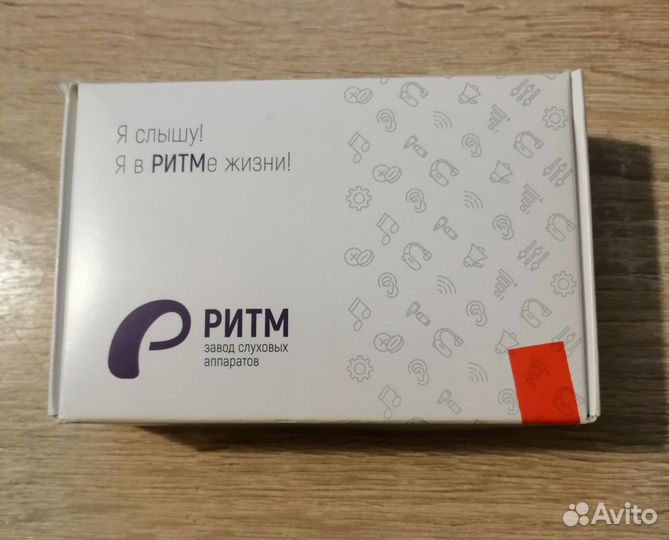 Я слышу!
Я в РИТМе жизни!
РИТМ
завод слуховых
аппаратов
Avito